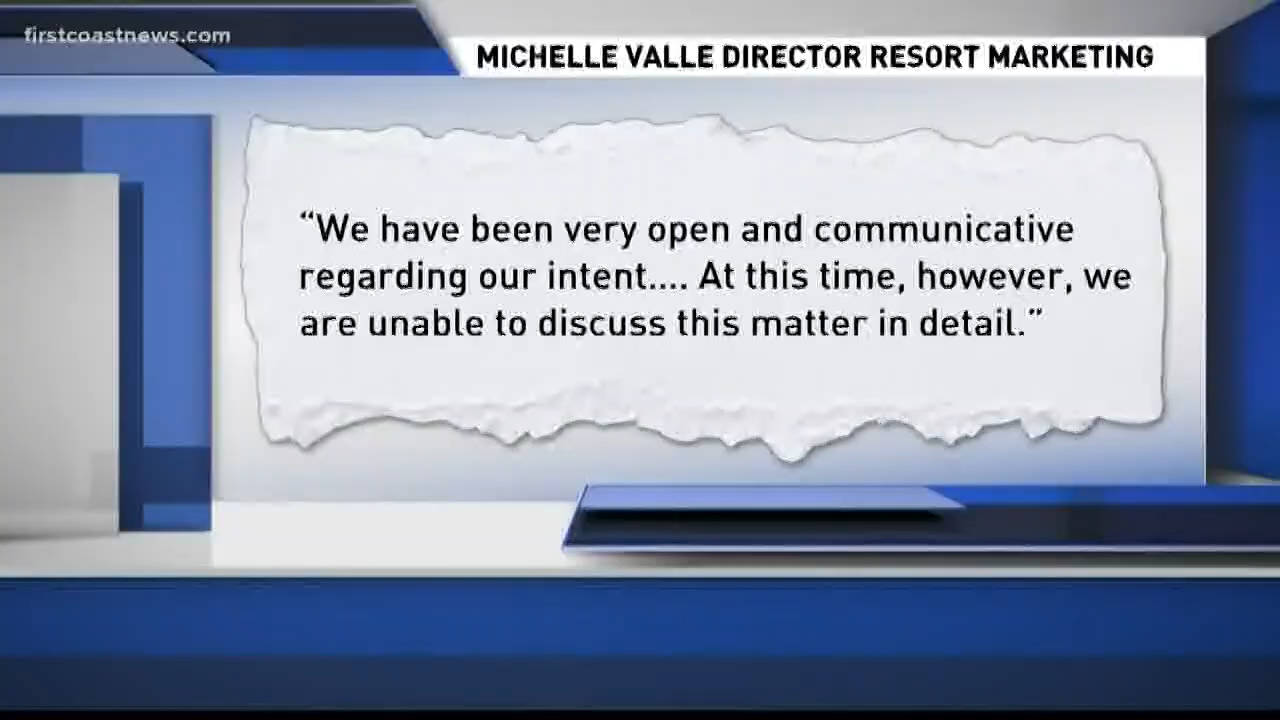 firstcoastnews.com
MICHELLE VALLE DIRECTOR RESORT MARKETING
“We have been very open and communicative
regarding our intent.... At this time, however, we
are unable to discuss this matter in detail.”